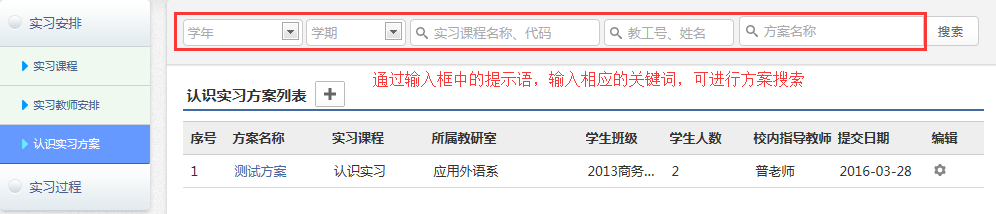 实习安排
实习课程
实习教师安排
认识实习方案
实习过程
学年 学期 实习课程名称、代码 教工号、姓名 方案名称 搜索
通过输入框中的提示语，输入相应的关键词，可进行方案搜索
认识实习方案列表 +
序号 方案名称 实习课程 所属教研室 学生班级 学生人数 校内指导教师 提交日期 编辑
1 测试方案 认识实习 应用外语系 2013商务... 2 普老师 2016-03-28